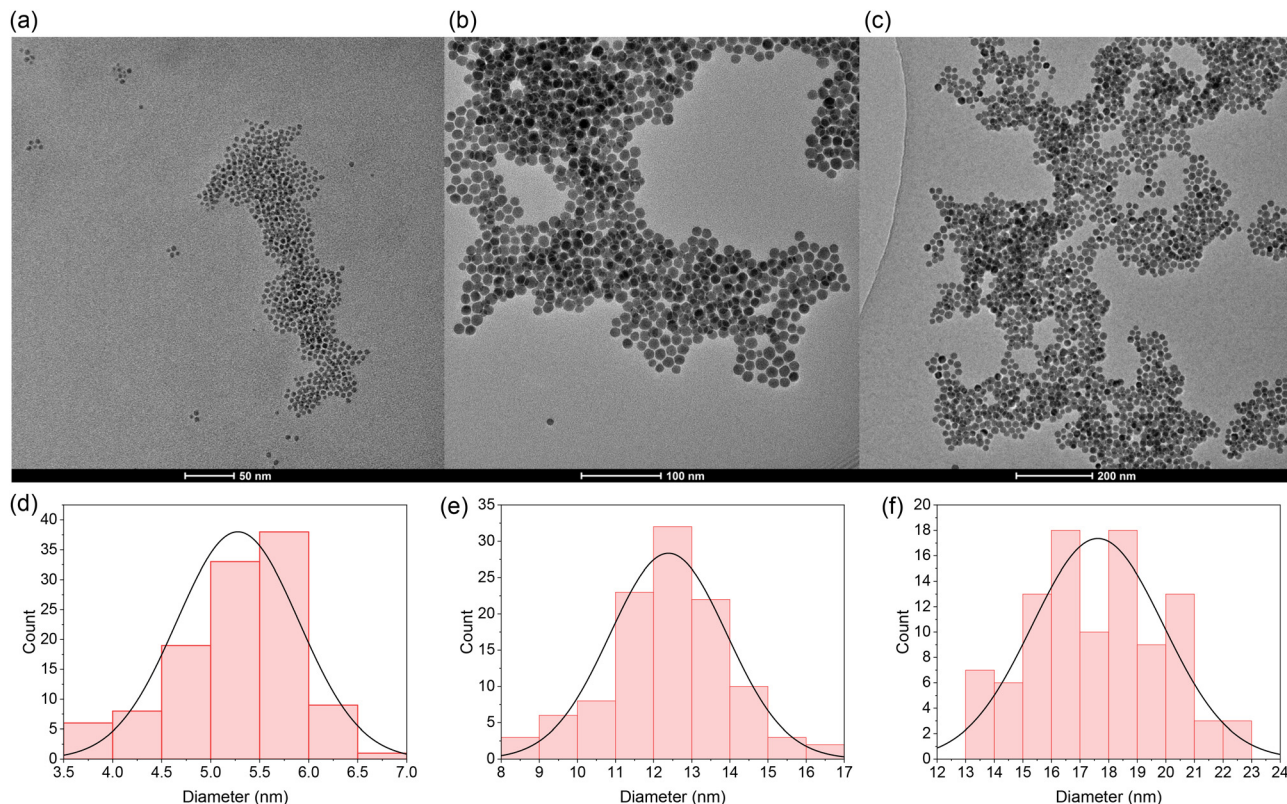 (a)
(b)
(c)
50 nm
100 nm
200 nm
(d)
(e)
(f)
40
35
30
25
20
15
10
5
0
Count
3.5 4.0 4.5 5.0 5.5 6.0 6.5 7.0
Diameter (nm)
35
30
25
20
15
10
5
0
Count
8 9 10 11 12 13 14 15 16 17
Diameter (nm)
20
18
16
14
12
10
8
6
4
2
0
Count
12 13 14 15 16 17 18 19 20 21 22 23 24
Diameter (nm)